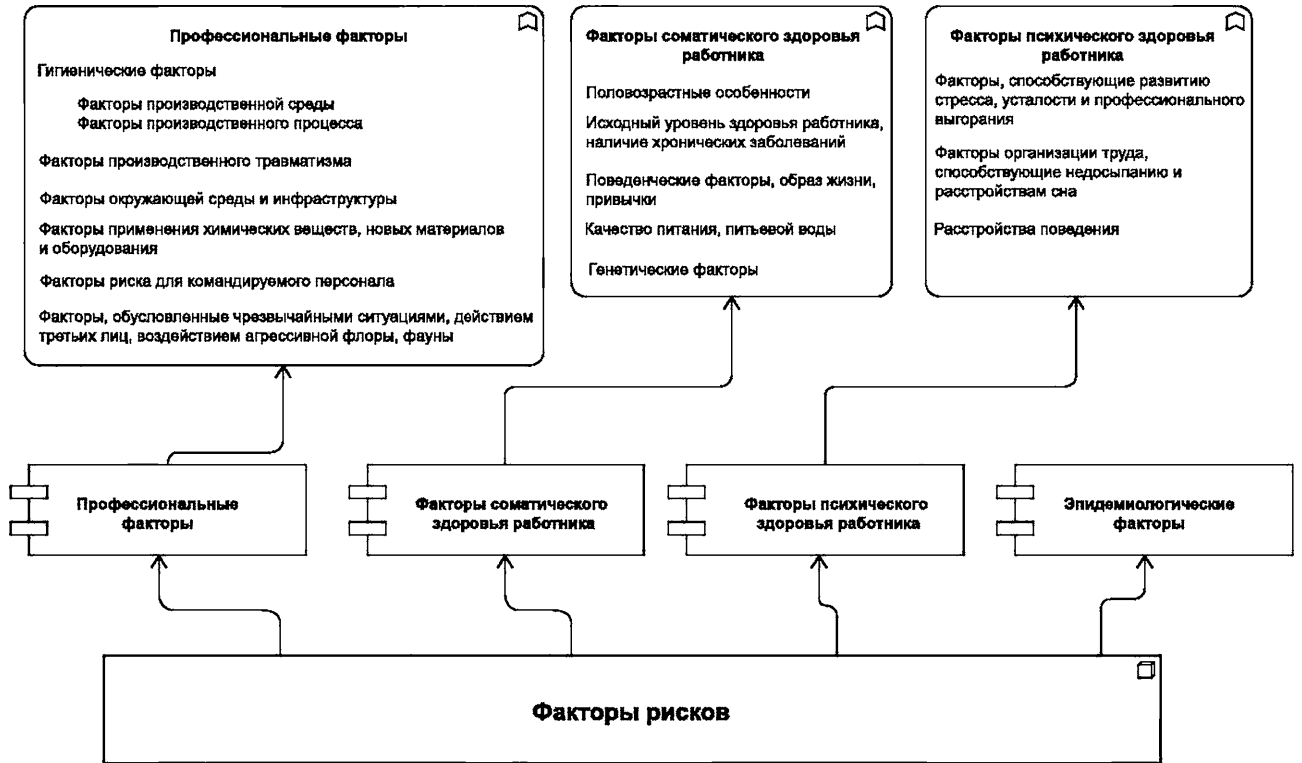 Профессиональные факторы
Гигиенические факторы
Факторы производственной среды
Факторы производственного процесса
Факторы производственного травматизма
Факторы окружающей среды и инфраструктуры
Факторы применения химических веществ, новых материалов
и оборудования
Факторы риска для командируемого персонала
Факторы, обусловленные чрезвычайными ситуациями, действием
третьих лиц, воздействием агрессивной флоры, фауны
Факторы соматического здоровья
работника
Половозрастные особенности
Исходный уровень здоровья работника,
наличие хронических заболеваний
Поведенческие факторы, образ жизни,
привычки
Качество питания, питьевой воды
Генетические факторы
Факторы психического здоровья
работника
Факторы, способствующие развитию
стресса, усталости и профессионального
выгорания
Факторы организации труда,
способствующие недосыпанию и
расстройствам сна
Расстройства поведения
Профессиональные
факторы
Факторы соматического
здоровья работника
Факторы психического
здоровья работника
Эпидемиологические
факторы
Факторы рисков